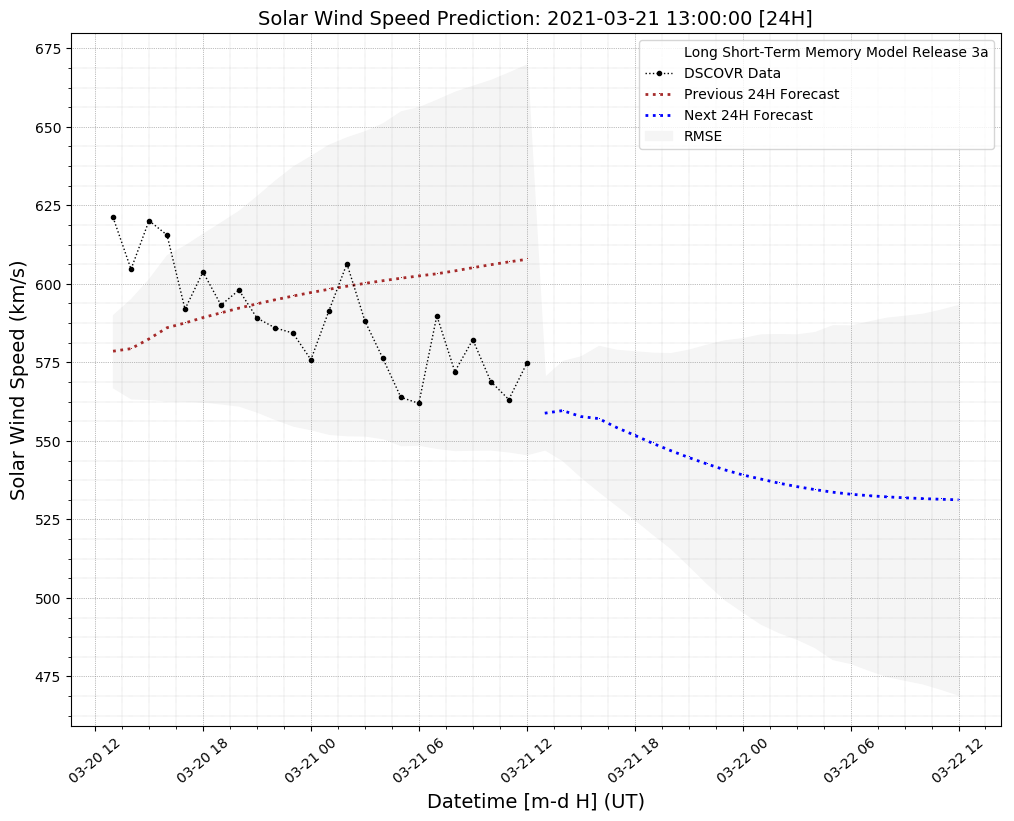 Solar Wind Speed Prediction: 2021-03-21 13:00:00 [24H]
Long Short-Term Memory Model Release 3a
DSCOVR Data
Previous 24H Forecast
Next 24H Forecast
RMSE
Solar Wind Speed (km/s)
675
650
625
600
575
550
525
500
475
03-20 12
03-20 18
03-21 00
03-21 06
03-21 12
03-21 18
03-22 00
03-22 06
03-22 12
Datetime [m-d H] (UT)